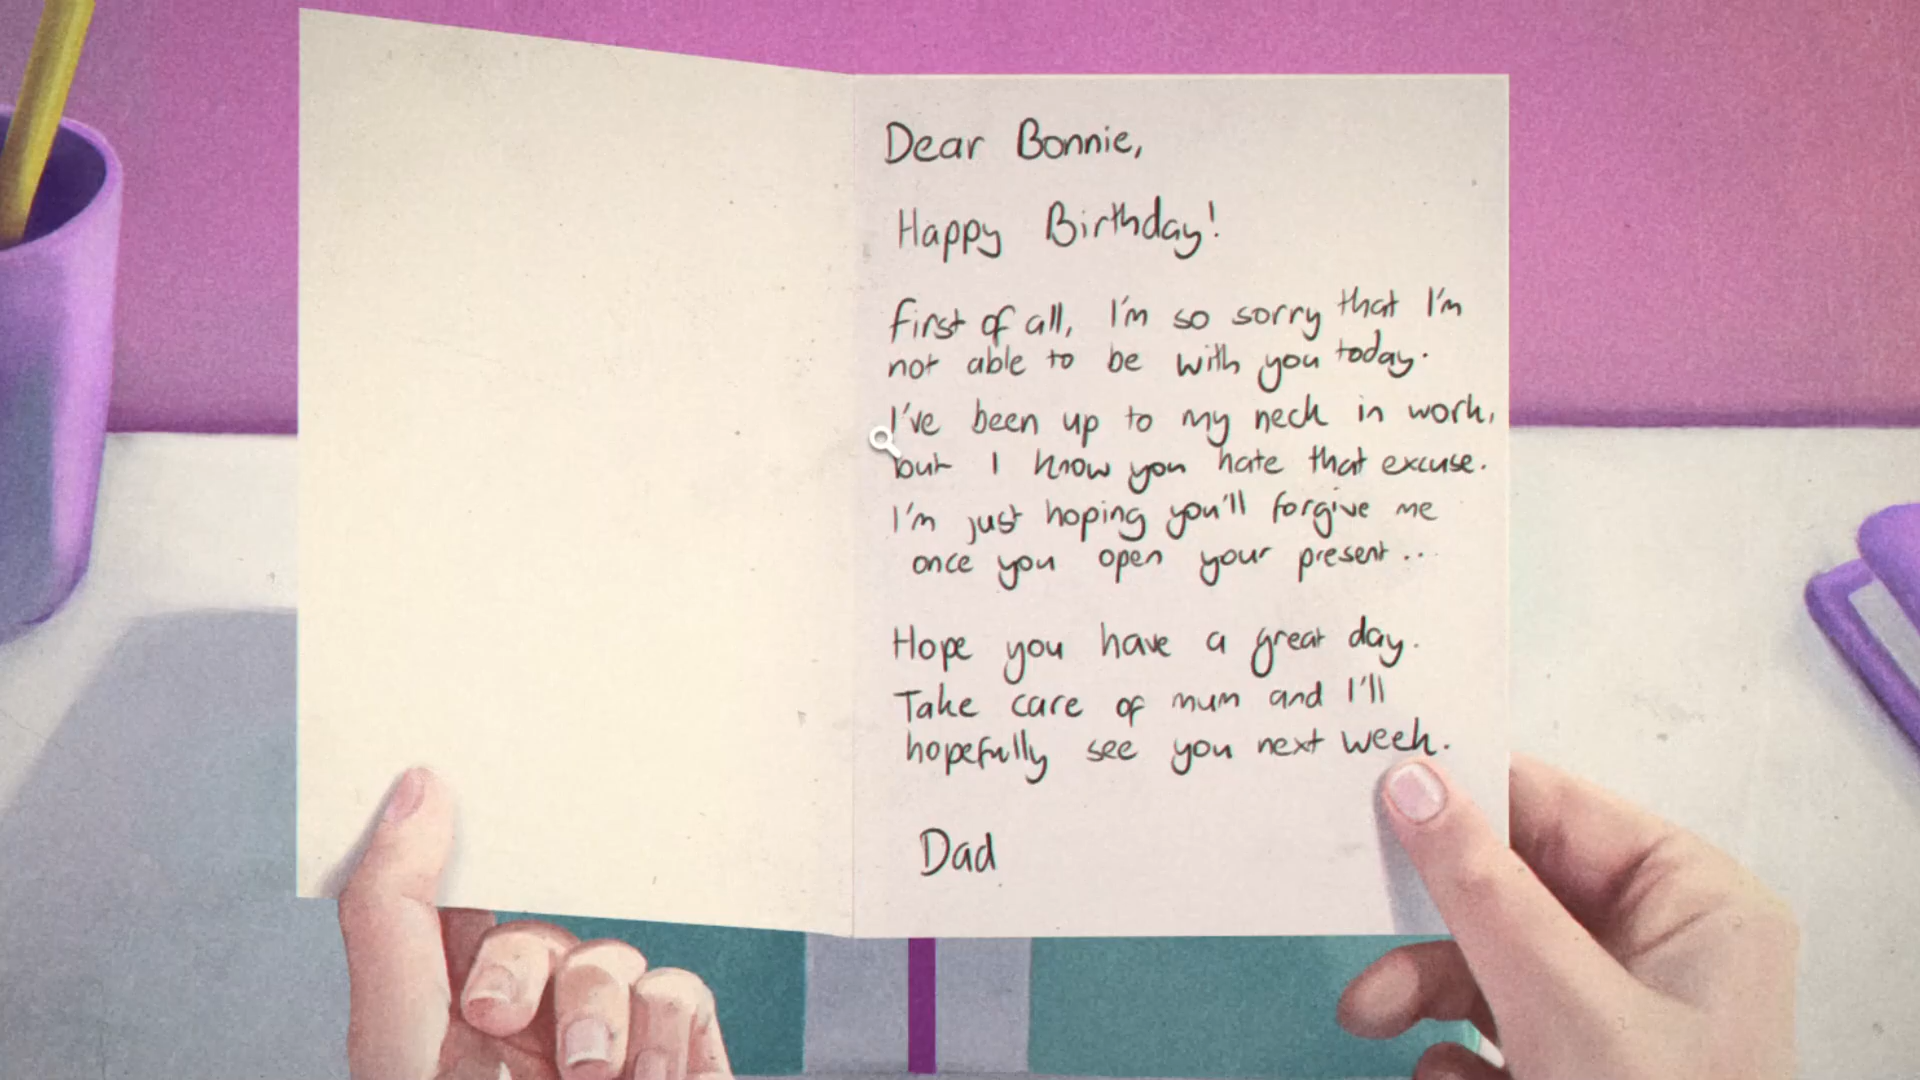 Dear Bonnie,
Happy Birthday!
First of all, I'm so sorry that I'm
not able to be with you today.
I've been up to my neck in work,
but I know you hate that excuse.
I'm just hoping you'll forgive me
once you open your present..
Hope you have a great day.
Take care of mum and I'll
hopefully see you next week.
Dad